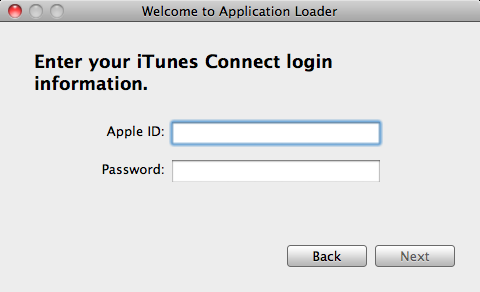 Welcome to Application Loader
Enter your iTunes Connect login
information.
Apple ID:
Password:
Back Next